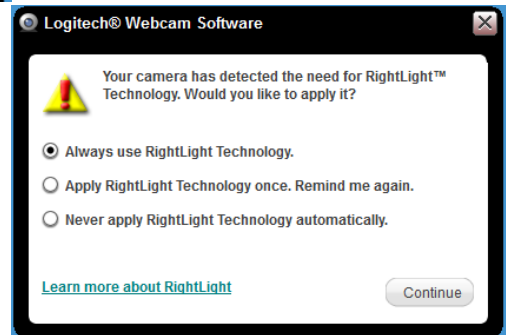 Logitech® Webcam Software
Your camera has detected the need for RightLight™
Technology. Would you like to apply it?
Always use RightLight Technology.
Apply RightLight Technology once. Remind me again.
Never apply RightLight Technology automatically.
Learn more about RightLight
Continue